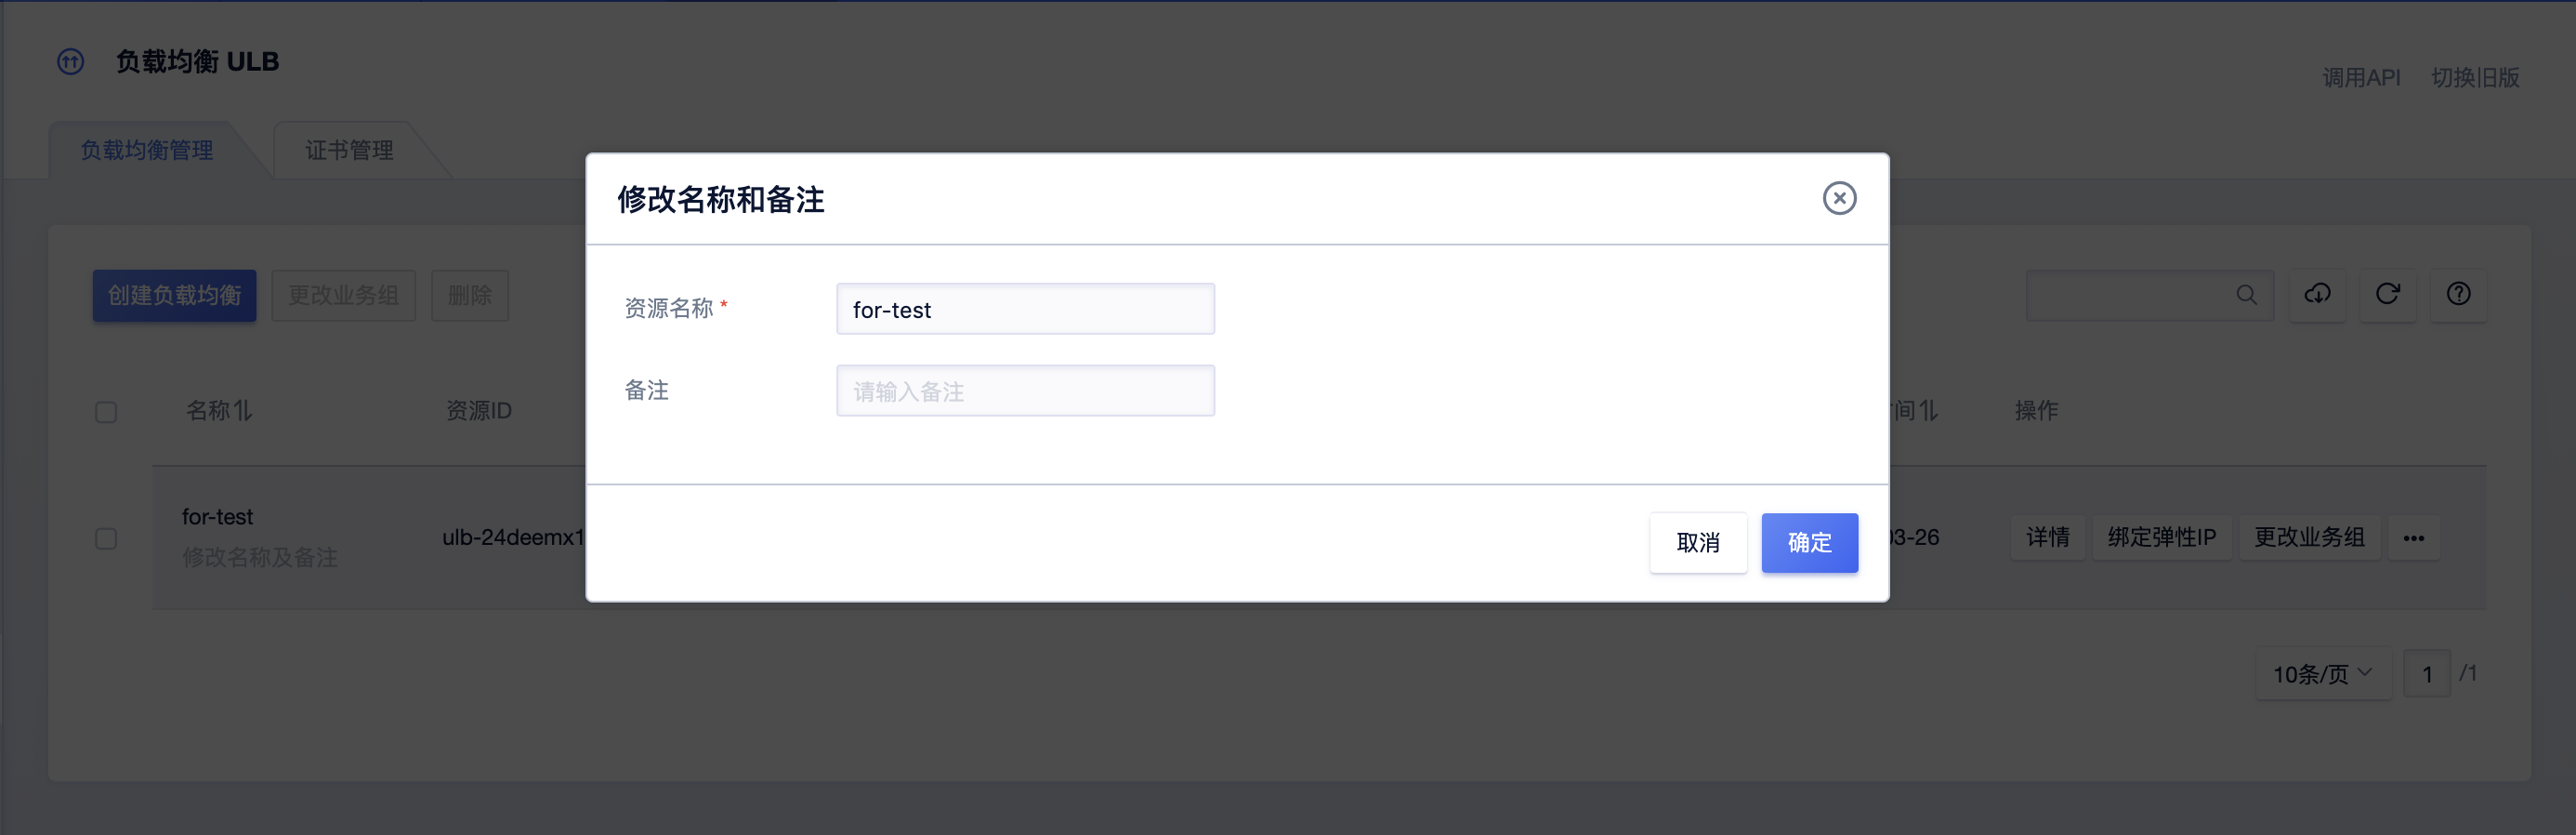 负载均衡 ULB
调用API 切换旧版
负载均衡管理 证书管理
修改名称和备注
创建负载均衡 更改业务组 删除
资源名称 * for-test
备注 请输入备注
名称 资源ID 间 操作
for-test
修改名称及备注
ulb-24deemx1 03-26 详情 绑定弹性IP 更改业务组 •••
取消 确定
10条/页 1 /1